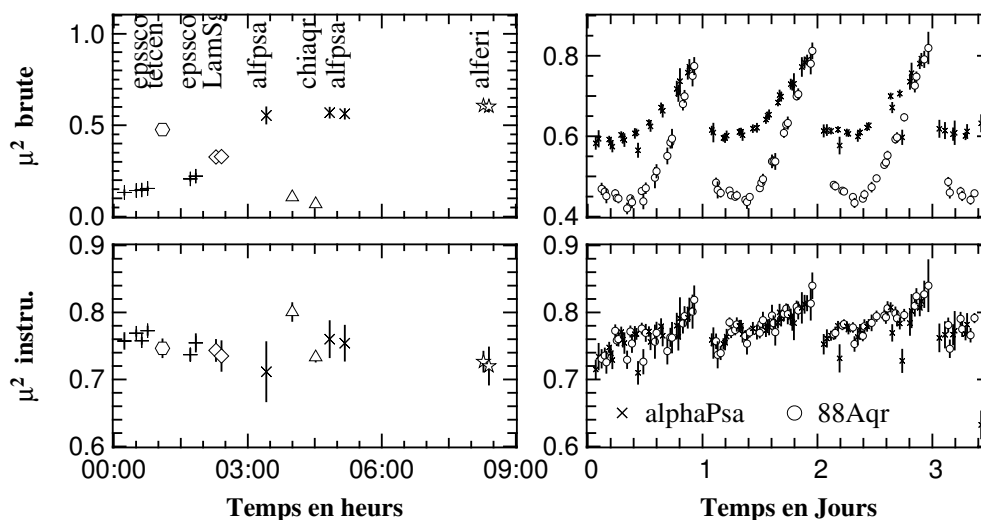 μ² brute
1.0
0.5
0.0
epssco
tetcen
epssco
LamSg
alfpsa
chiaqr
alfpsa
alferi
0.8
0.6
0.4
μ² instru.
0.9
0.8
0.7
0.6
00:00
03:00
06:00
09:00
Temps en heurs
0.9
0.8
0.7
0.6
× alphaPsa ○ 88Aqr
0
1
2
3
Temps en Jours